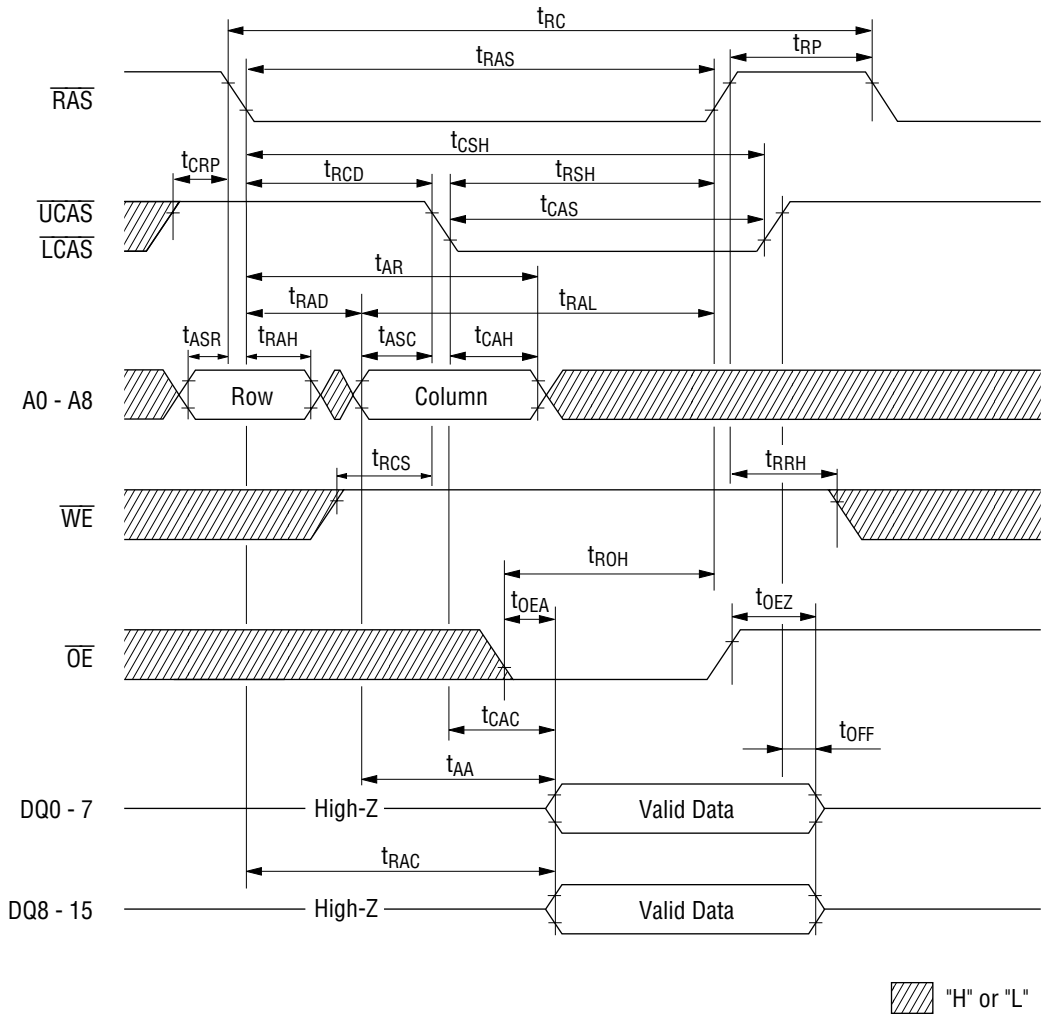 tRC
tRP
tRAS
RAS
tCSH
tCRP
tRCD
tRSH
UCAS
tCAS
LCAS
tAR
tRAD
tRAL
tASR
tRAH
tASC
tCAH
A0 - A8
Row
Column
tRCS
tRRH
WE
tROH
tOEA
tOEZ
OE
tCAC
tOFF
tAA
DQ0 - 7
High-Z
Valid Data
tRAC
DQ8 - 15
High-Z
Valid Data
"H" or "L"